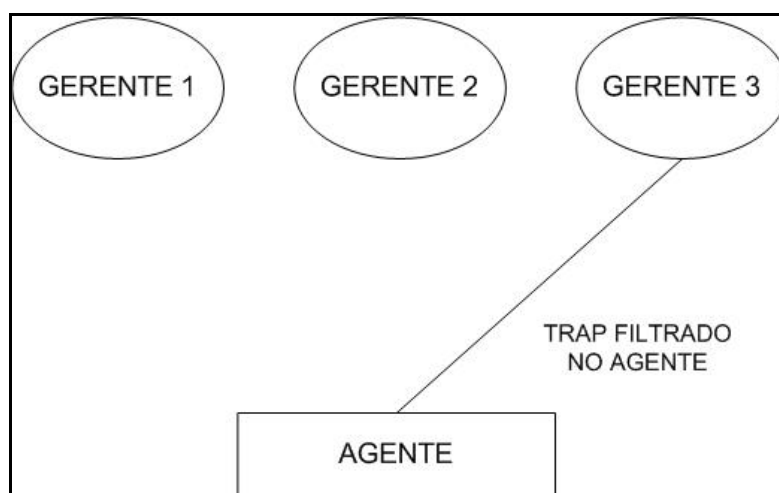 GERENTE 1
GERENTE 2
GERENTE 3
TRAP FILTRADO
NO AGENTE
AGENTE